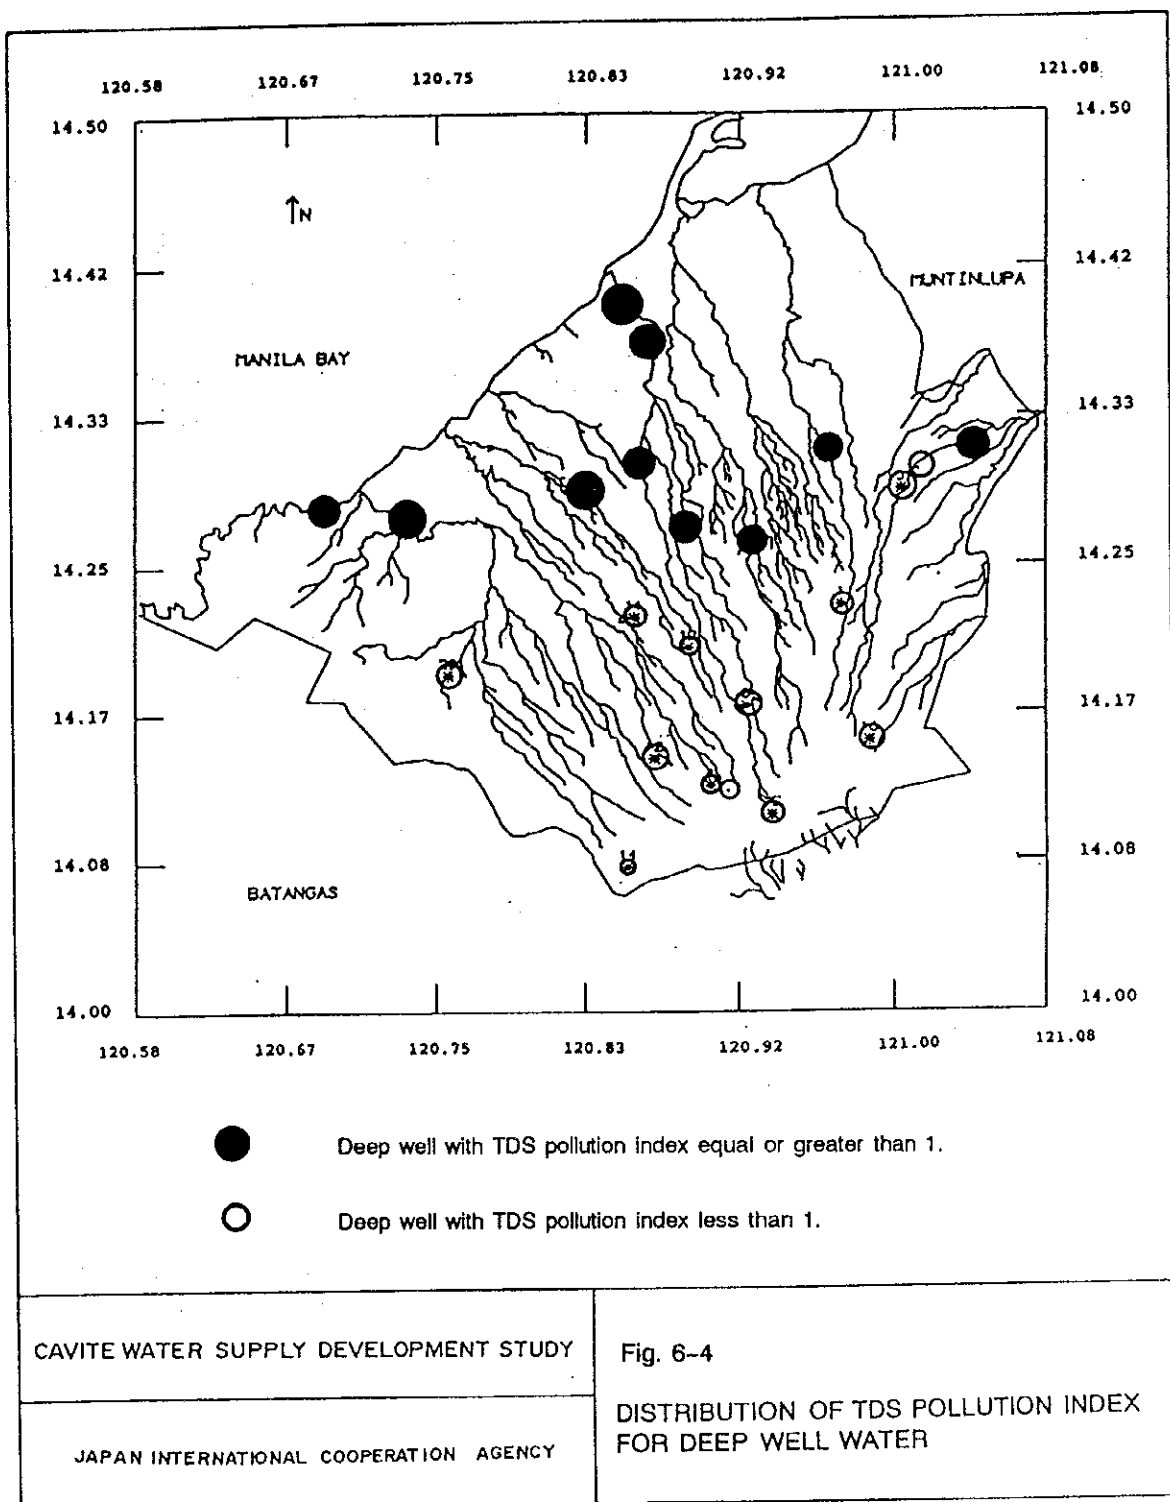 120.58 120.67 120.75 120.83 120.92 121.00 121.08
14.50 14.50
N
14.42 14.42
MUNTINLUPA
MANILA BAY
14.33 14.33
14.25 14.25
14.17 14.17
14.08 14.08
BATANGAS
14.00 14.00
120.58 120.67 120.75 120.83 120.92 121.00 121.08
Deep well with TDS pollution index equal or greater than 1.
Deep well with TDS pollution index less than 1.
CAVITE WATER SUPPLY DEVELOPMENT STUDY
JAPAN INTERNATIONAL COOPERATION AGENCY
Fig. 6-4
DISTRIBUTION OF TDS POLLUTION INDEX
FOR DEEP WELL WATER